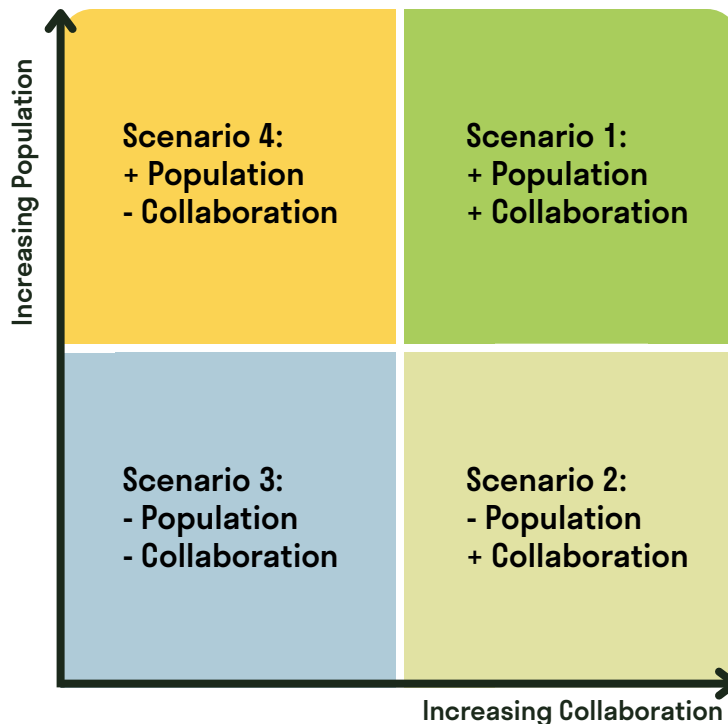 Increasing Population
Scenario 4:
+ Population
- Collaboration
Scenario 1:
+ Population
+ Collaboration
Scenario 3:
- Population
- Collaboration
Scenario 2:
- Population
+ Collaboration
Increasing Collaboration